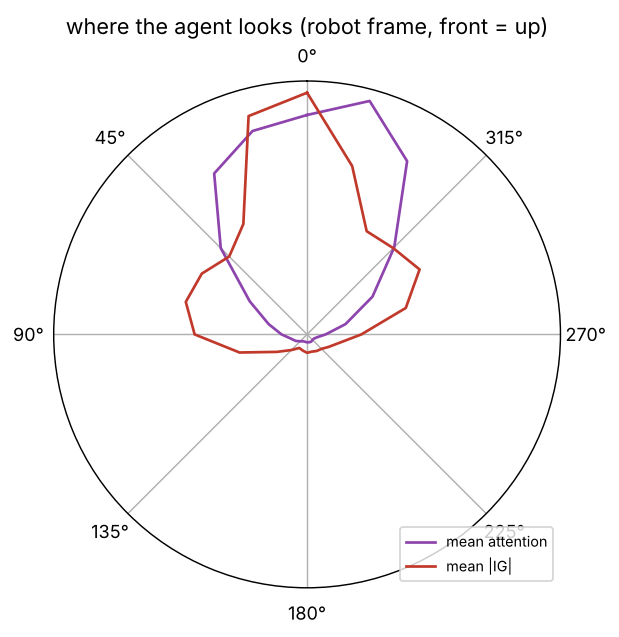 where the agent looks (robot frame, front = up)
0°
45°
315°
90°
270°
135°
225°
180°
mean attention
mean |IG|